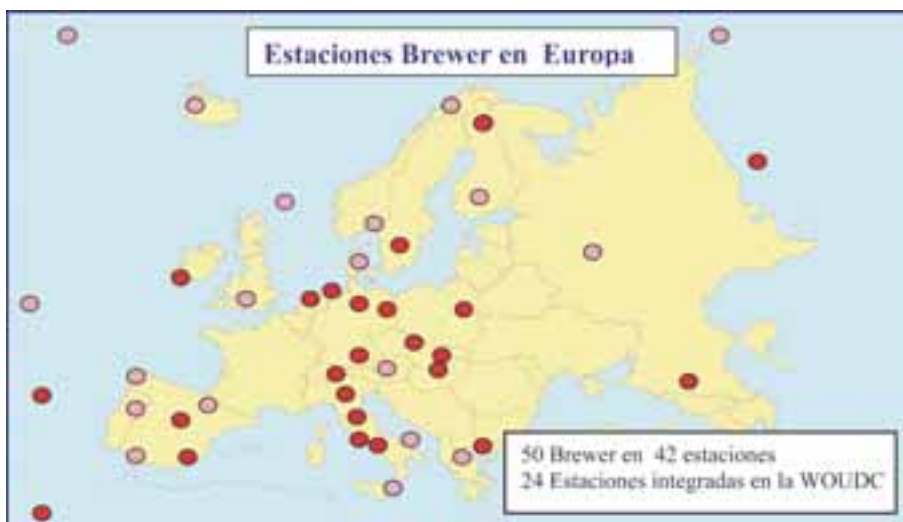 Estaciones Brewer en Europa
50 Brewer en 42 estaciones
24 Estaciones integradas en la WOUDC